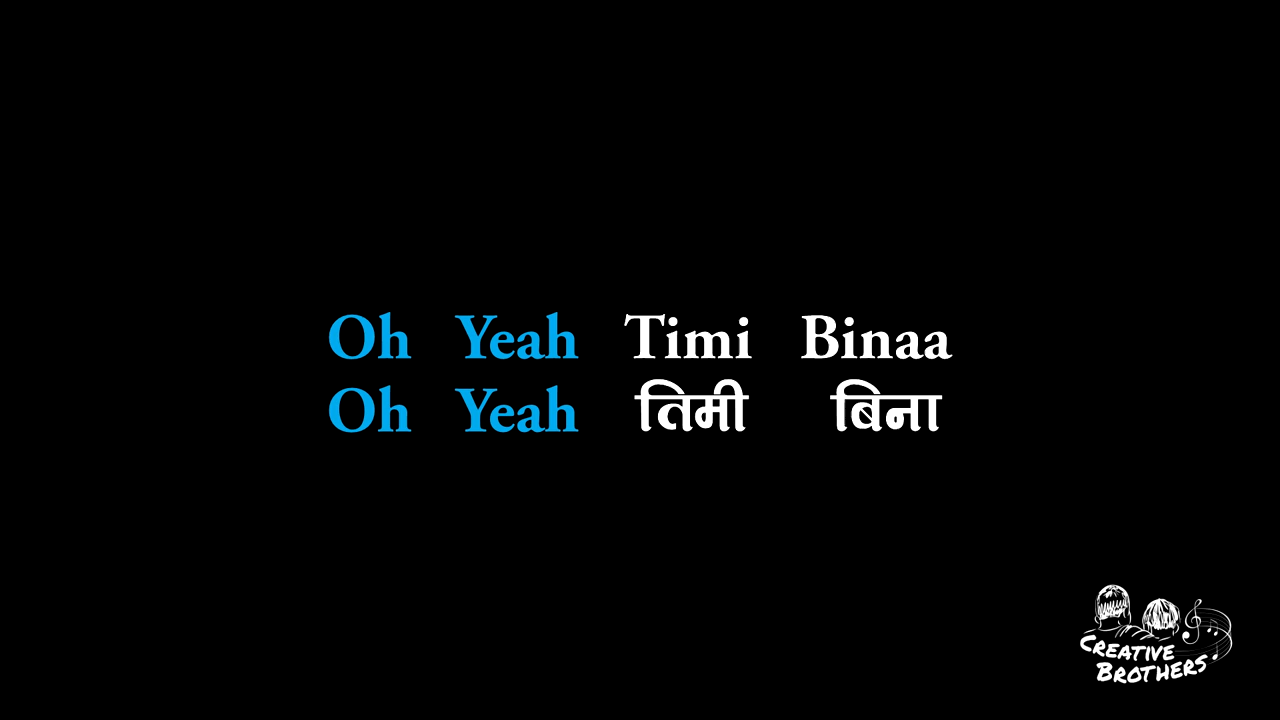 Oh Yeah Timi Binaa
Oh Yeah तिमी बिना
CREATIVE
BROTHERS